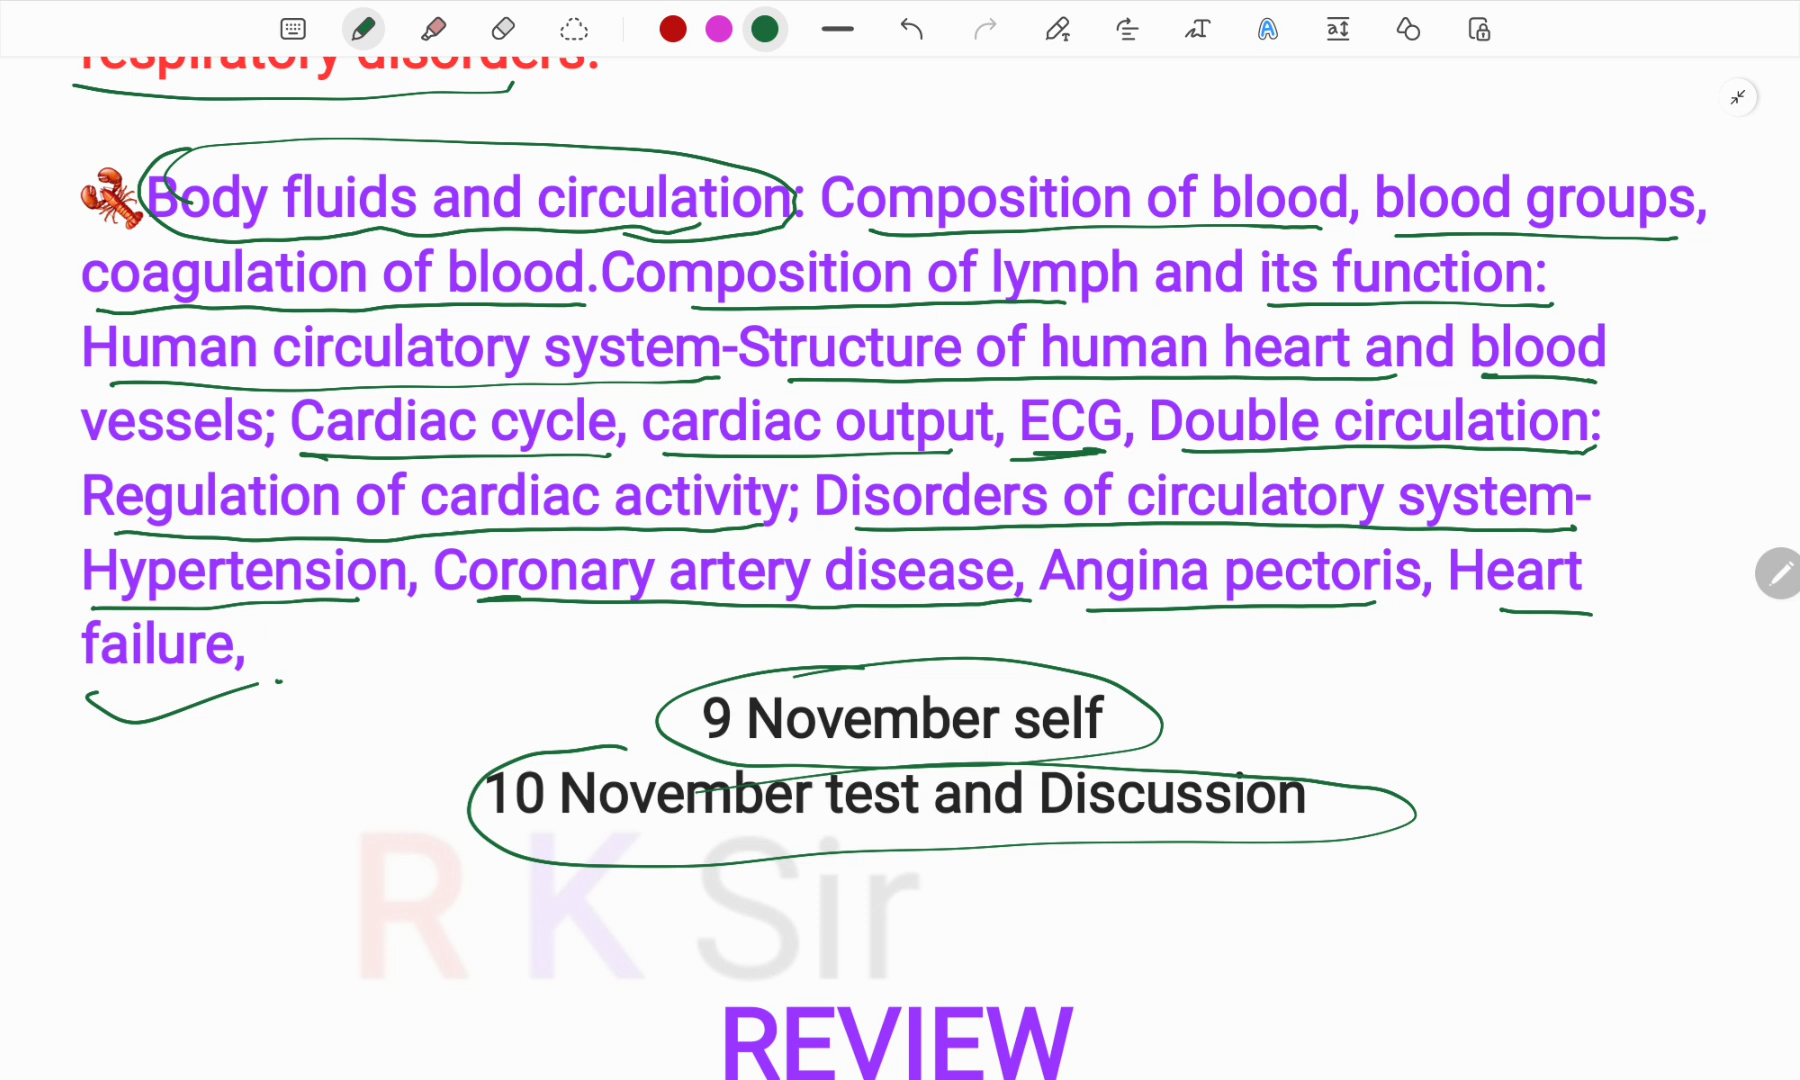 respiratory disorders.
🦞Body fluids and circulation: Composition of blood, blood groups,
coagulation of blood.Composition of lymph and its function:
Human circulatory system-Structure of human heart and blood
vessels; Cardiac cycle, cardiac output, ECG, Double circulation:
Regulation of cardiac activity; Disorders of circulatory system-
Hypertension, Coronary artery disease, Angina pectoris, Heart
failure,
9 November self
10 November test and Discussion
R K Sir
REVIEW